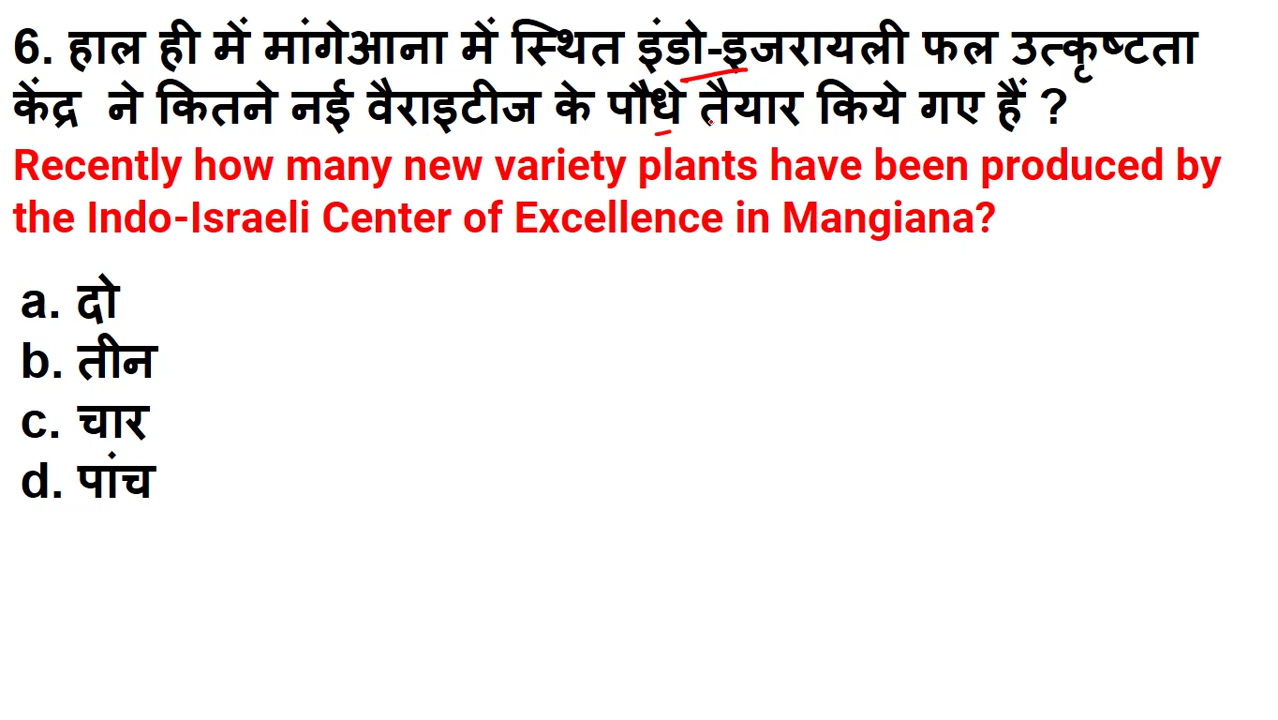 6. हाल ही में मांगेआना में स्थित इंडो-इजरायली फल उत्कृष्टता
केंद्र ने कितने नई वैराइटीज के पौधे तैयार किये गए हैं ?
Recently how many new variety plants have been produced by
the Indo-Israeli Center of Excellence in Mangiana?
a. दो
b. तीन
c. चार
d. पांच